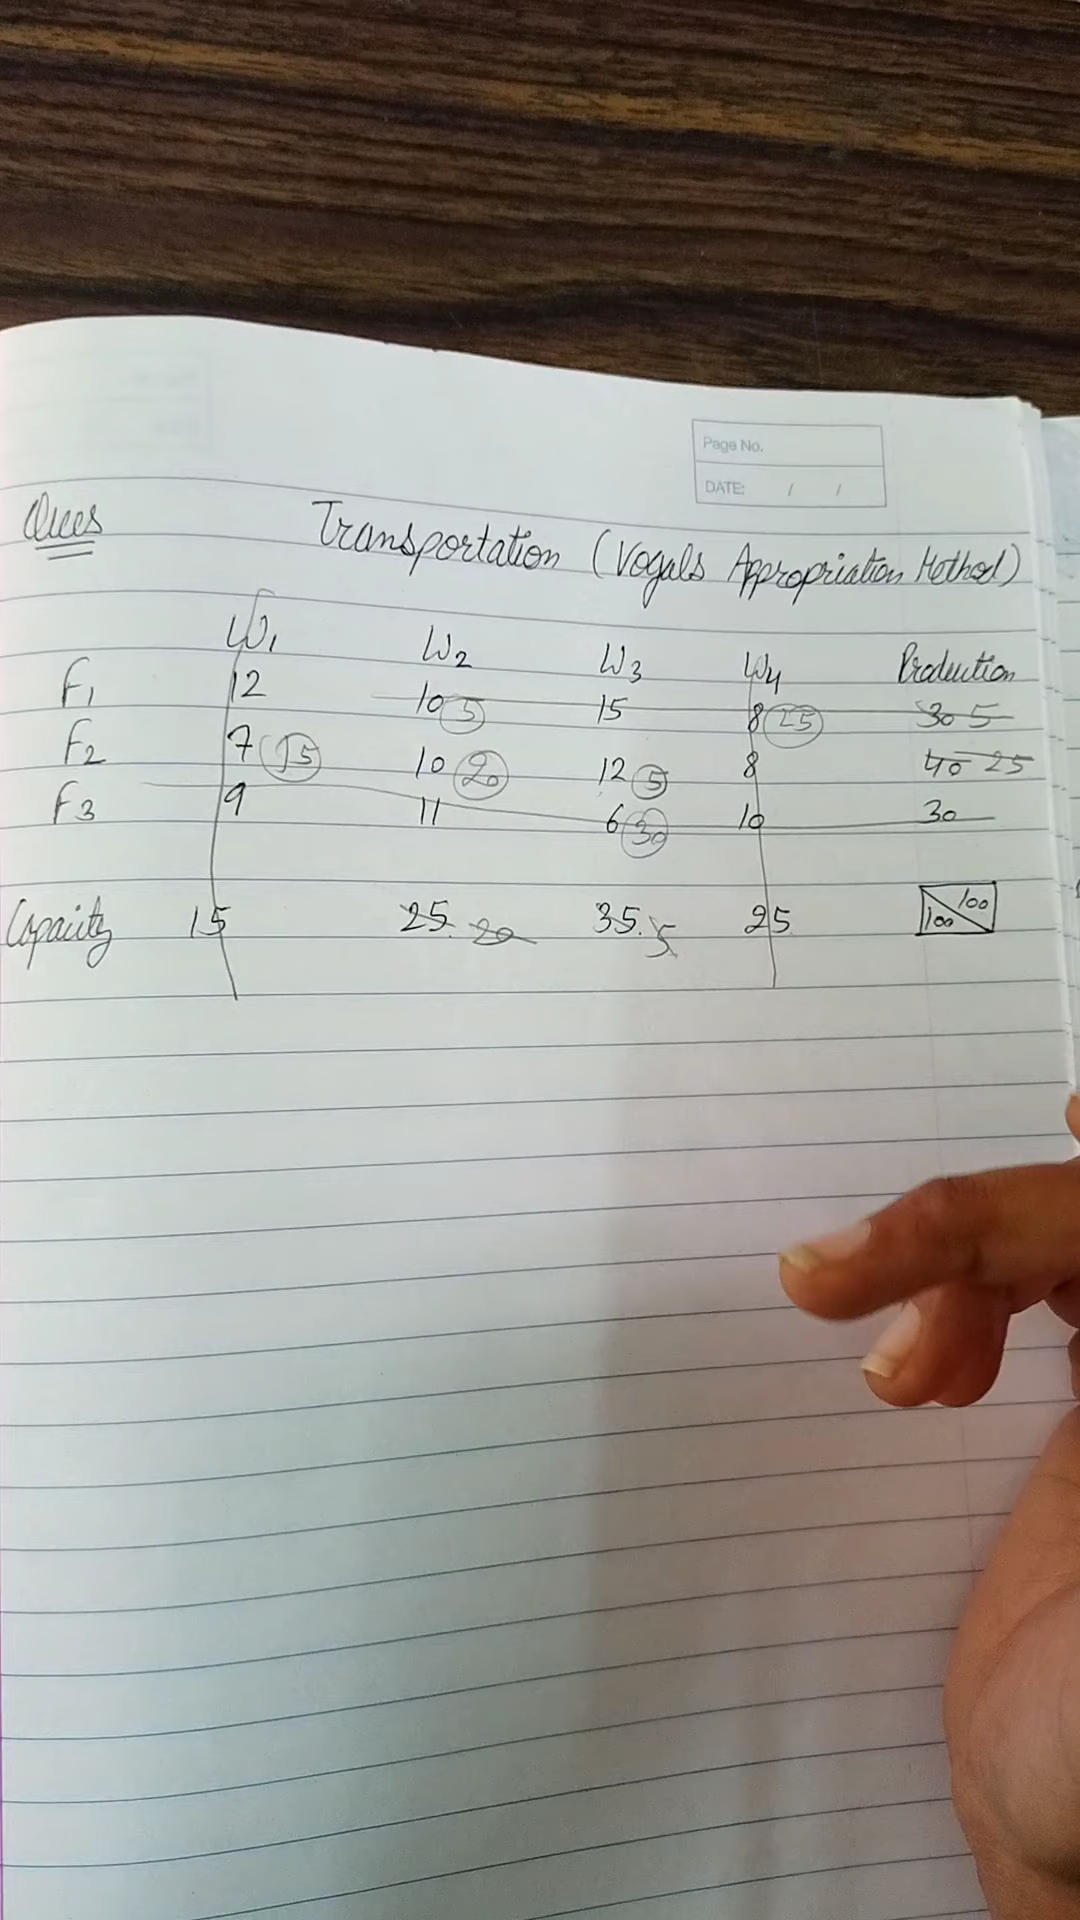 Page No.
DATE: / /
Ques Transportation (Vogals Appropriation Method)
W1 W2 W3 W4 Production
F1 12 10 5 15 8 25 30 5
F2 7 15 10 20 12 5 8 40 25
F3 9 11 6 30 10 30
Capacity 15 25 20 35 5 25 100 100